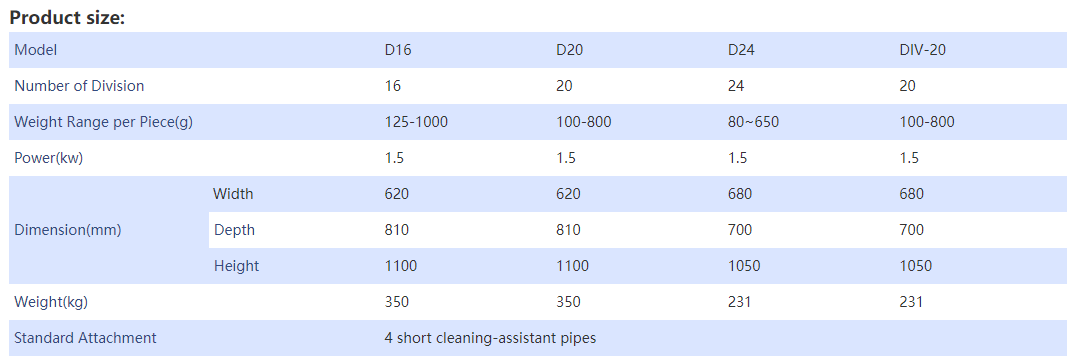 Product size:
Model D16 D20 D24 DIV-20
Number of Division 16 20 24 20
Weight Range per Piece(g) 125-1000 100-800 80~650 100-800
Power(kw) 1.5 1.5 1.5 1.5
Dimension(mm)
Width 620 620 680 680
Depth 810 810 700 700
Height 1100 1100 1050 1050
Weight(kg) 350 350 231 231
Standard Attachment 4 short cleaning-assistant pipes